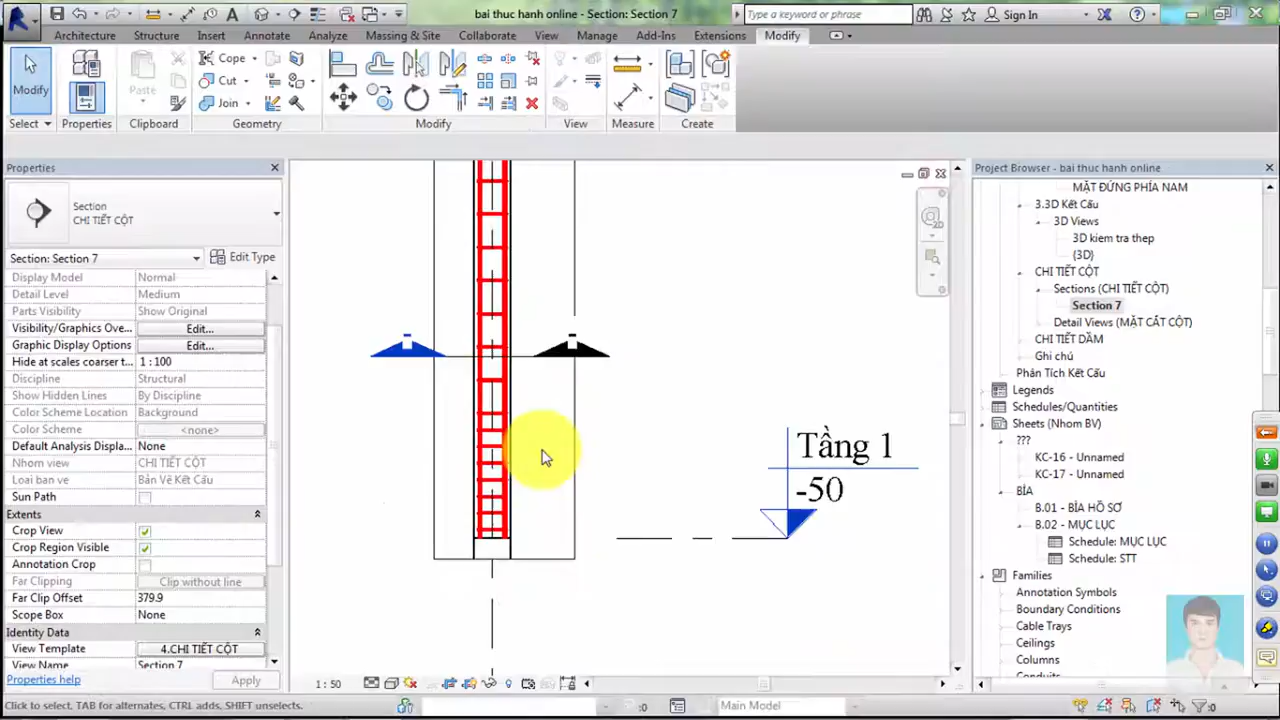 bai thuc hanh online - Section: Section 7
Type a keyword or phrase
Sign In
Architecture
Structure
Insert
Annotate
Analyze
Massing & Site
Collaborate
View
Manage
Add-Ins
Extensions
Modify
Modify
Properties
Paste
Cope
Cut
Join
Select
Properties
Clipboard
Geometry
Modify
View
Measure
Create
Properties
Section
CHI TIẾT CỘT
Section: Section 7
Edit Type
Display Model Normal
Detail Level Medium
Parts Visibility Show Original
Visibility/Graphics Ove... Edit...
Graphic Display Options Edit...
Hide at scales coarser t... 1 : 100
Discipline Structural
Show Hidden Lines By Discipline
Color Scheme Location Background
Color Scheme <none>
Default Analysis Displa... None
Nhom view CHI TIẾT CỘT
Loai ban ve Bản Vẽ Kết Cấu
Sun Path
Extents
Crop View
Crop Region Visible
Annotation Crop
Far Clipping Clip without line
Far Clip Offset 379.9
Scope Box None
Identity Data
View Template 4.CHI TIẾT CỘT
View Name Section 7
Properties help
Apply
Tầng 1
-50
2D
1 : 50
Project Browser - bai thuc hanh online
MẶT ĐỨNG PHÍA NAM
3.3D Kết Cấu
3D Views
3D kiem tra thep
(3D)
CHI TIẾT CỘT
Sections (CHI TIẾT CỘT)
Section 7
Detail Views (MẶT CẮT CỘT)
CHI TIẾT DẦM
Ghi chú
Phân Tích Kết Cấu
Legends
Schedules/Quantities
Sheets (Nhom BV)
???
KC-16 - Unnamed
KC-17 - Unnamed
BÌA
B.01 - BÌA HỒ SƠ
B.02 - MỤC LỤC
Schedule: MỤC LỤC
Schedule: STT
Families
Annotation Symbols
Boundary Conditions
Cable Trays
Ceilings
Columns
Conduits
Click to select, TAB for alternates, CTRL adds, SHIFT unselects.
:0
Main Model
:0